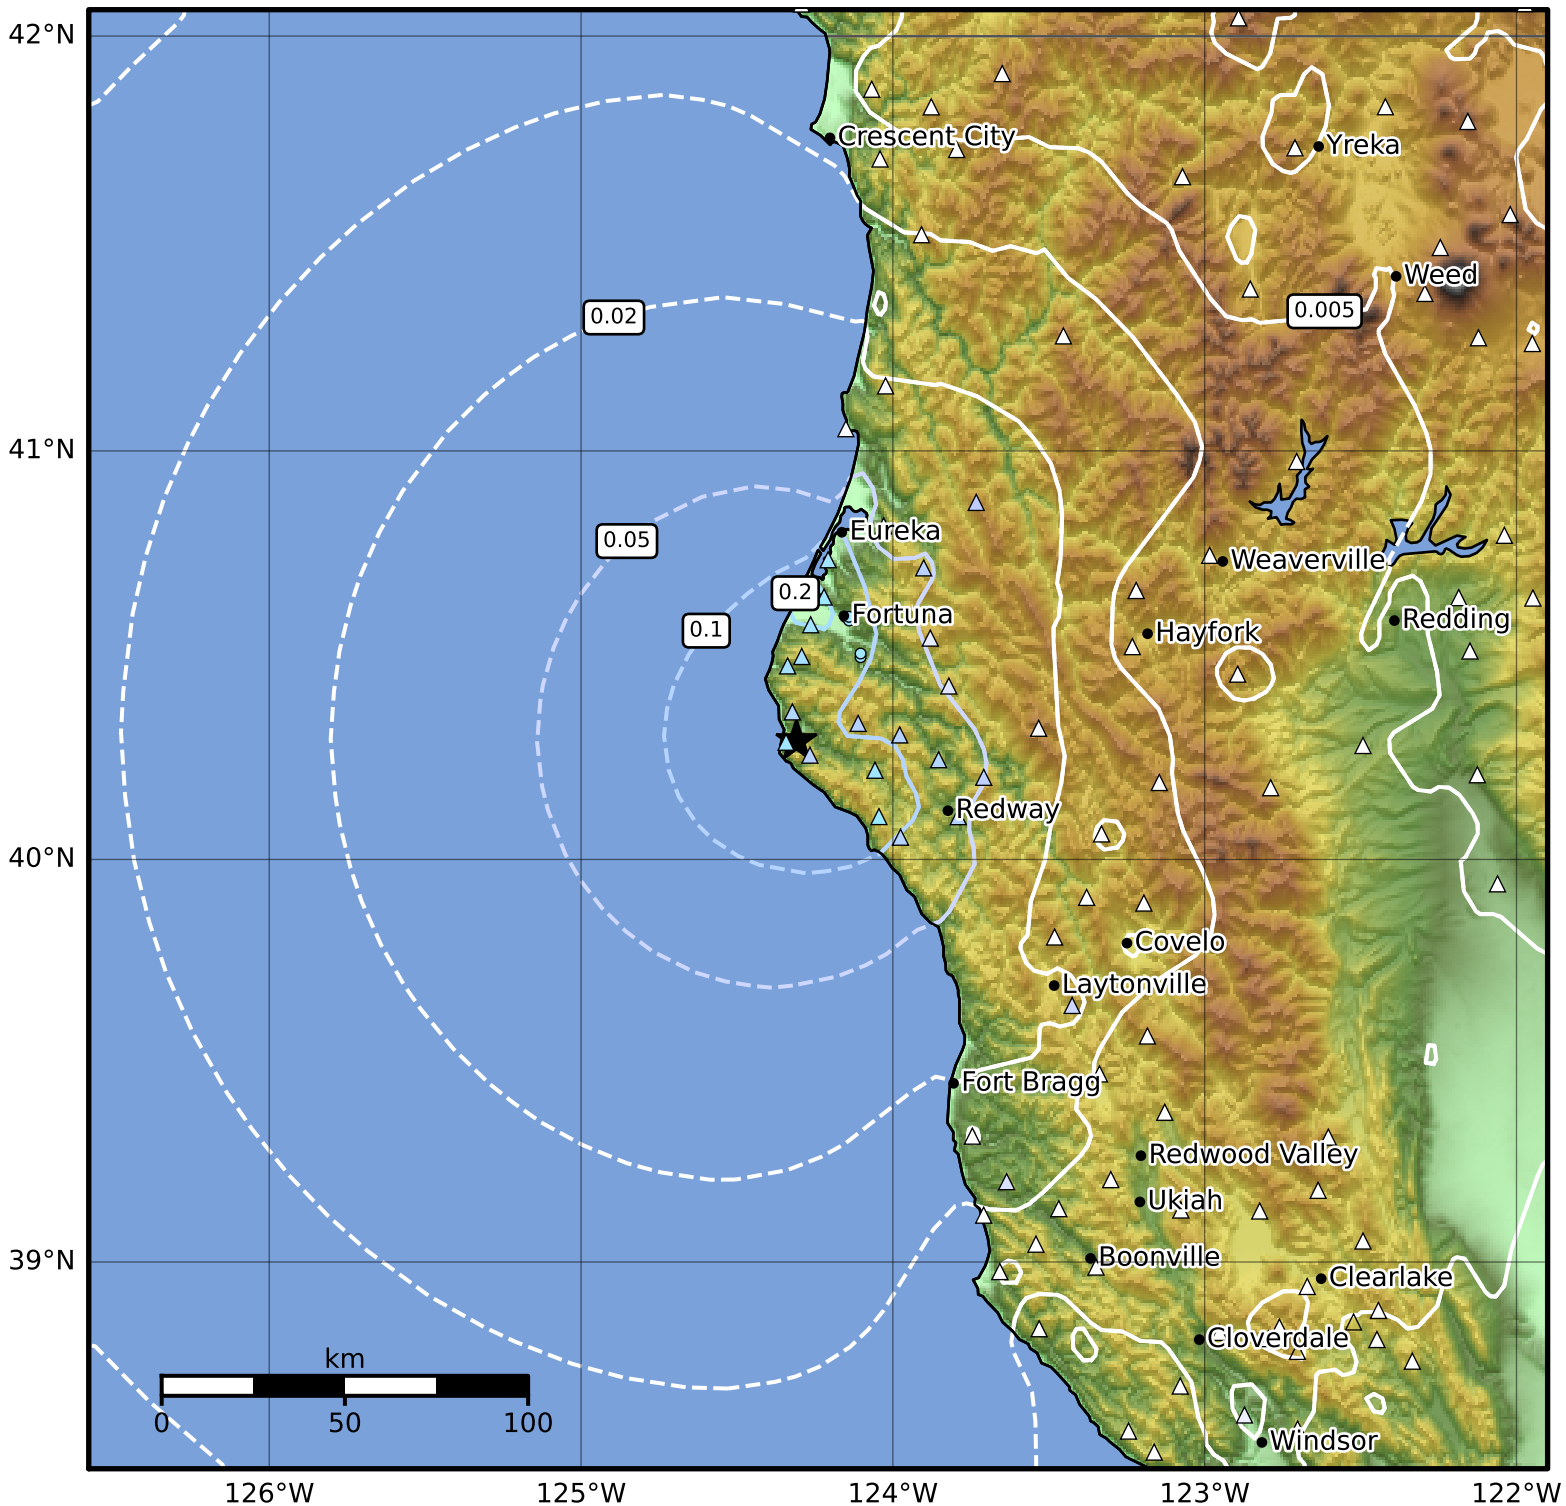 42°N
Crescent City
Yreka
Weed
0.02
0.005
41°N
Eureka
0.05
Weaverville
0.2
Fortuna
Redding
0.1
Hayfork
Redway
40°N
Covelo
Laytonville
Fort Bragg
Redwood Valley
Ukiah
39°N
Boonville
Clearlake
Cloverdale
km
0 50 100
Windsor
126°W 125°W 124°W 123°W 122°W